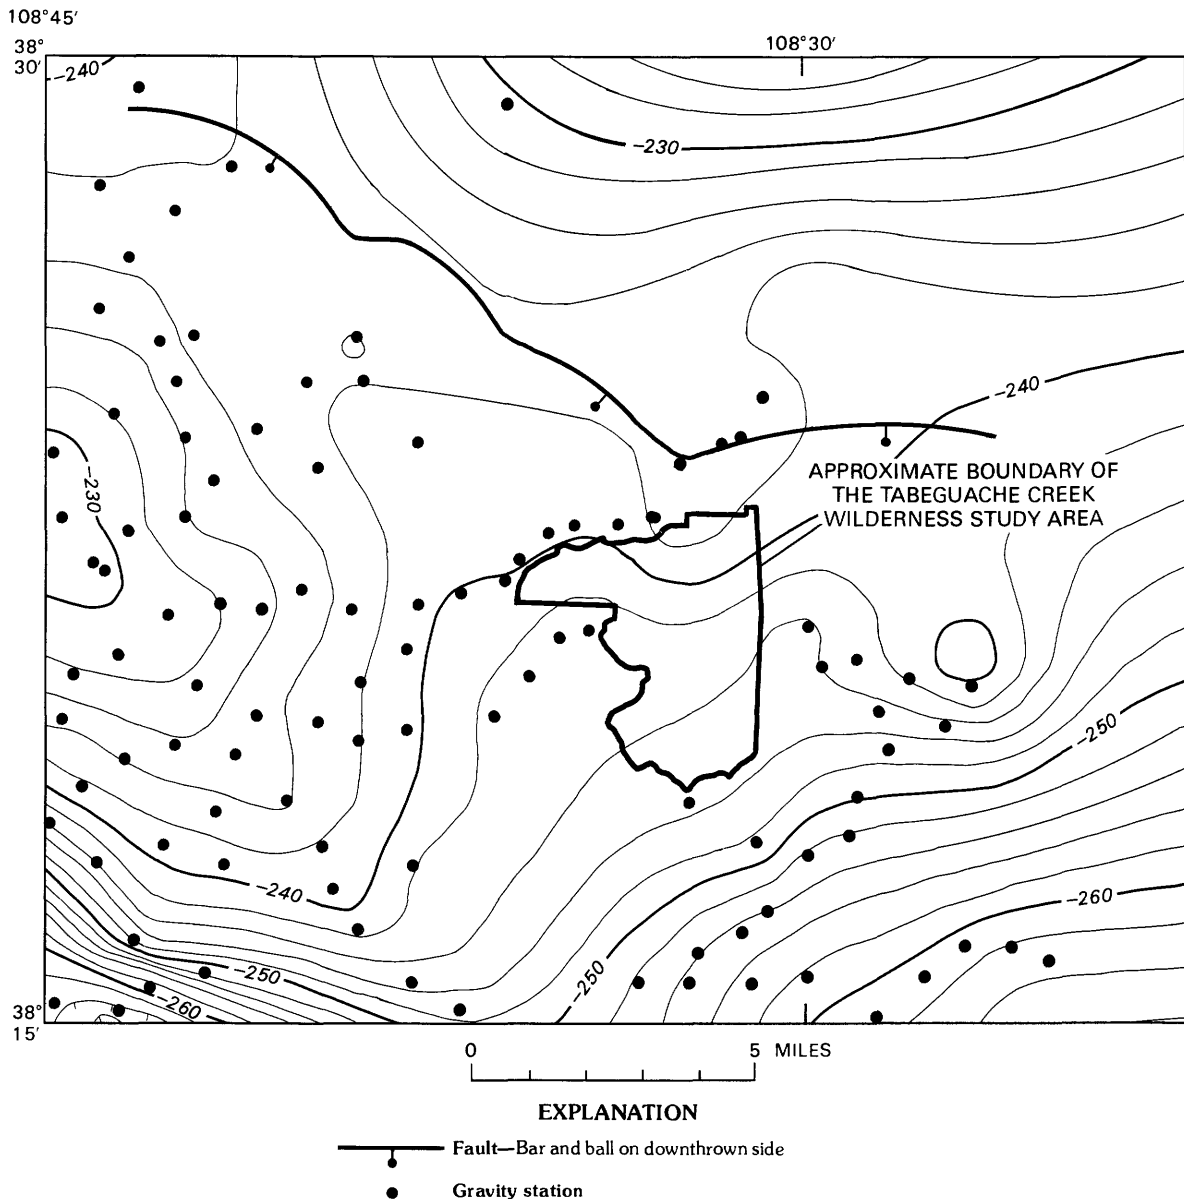 108°45′
38°
30′
108°30′
−240
−230
−240
−230
APPROXIMATE BOUNDARY OF
THE TABEGUACHE CREEK
WILDERNESS STUDY AREA
−250
−240
−260
−250
−250
−260
38°
15′
0 5 MILES
EXPLANATION
Fault—Bar and ball on downthrown side
Gravity station